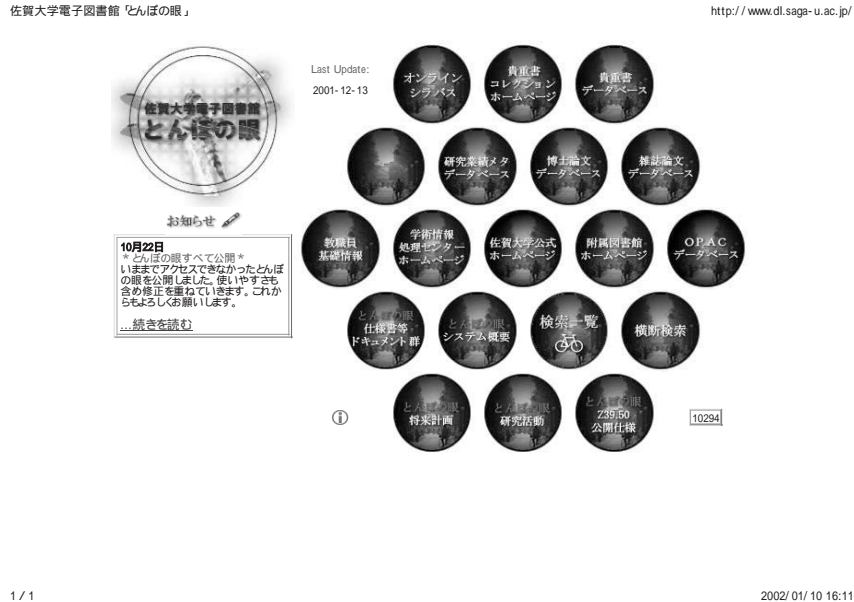 佐賀大学電子図書館「とんぼの眼」
http://www.dl.saga-u.ac.jp/
佐賀大学電子図書館
とんぼの眼
お知らせ
10月22日
*とんぼの眼すべて公開*
いままでアクセスできなかったとんぼ
の眼を公開しました。使いやすさも
含め修正を重ねていきます。これか
らもよろしくお願いします。
...続きを読む
Last Update:
2001-12-13
オンライン
シラバス
貴重書
コレクション
ホームページ
貴重書
データベース
研究業績メタ
データベース
博士論文
データベース
雑誌論文
データベース
教職員
基礎情報
学術情報
処理センター
ホームページ
佐賀大学公式
ホームページ
附属図書館
ホームページ
OPAC
データベース
とんぼの眼
仕様書等
ドキュメント群
とんぼの眼
システム概要
検索一覧
横断検索
とんぼの眼
将来計画
とんぼの眼
研究活動
とんぼの眼
Z39.50
公開仕様
10294
1/1
2002/01/10 16:11